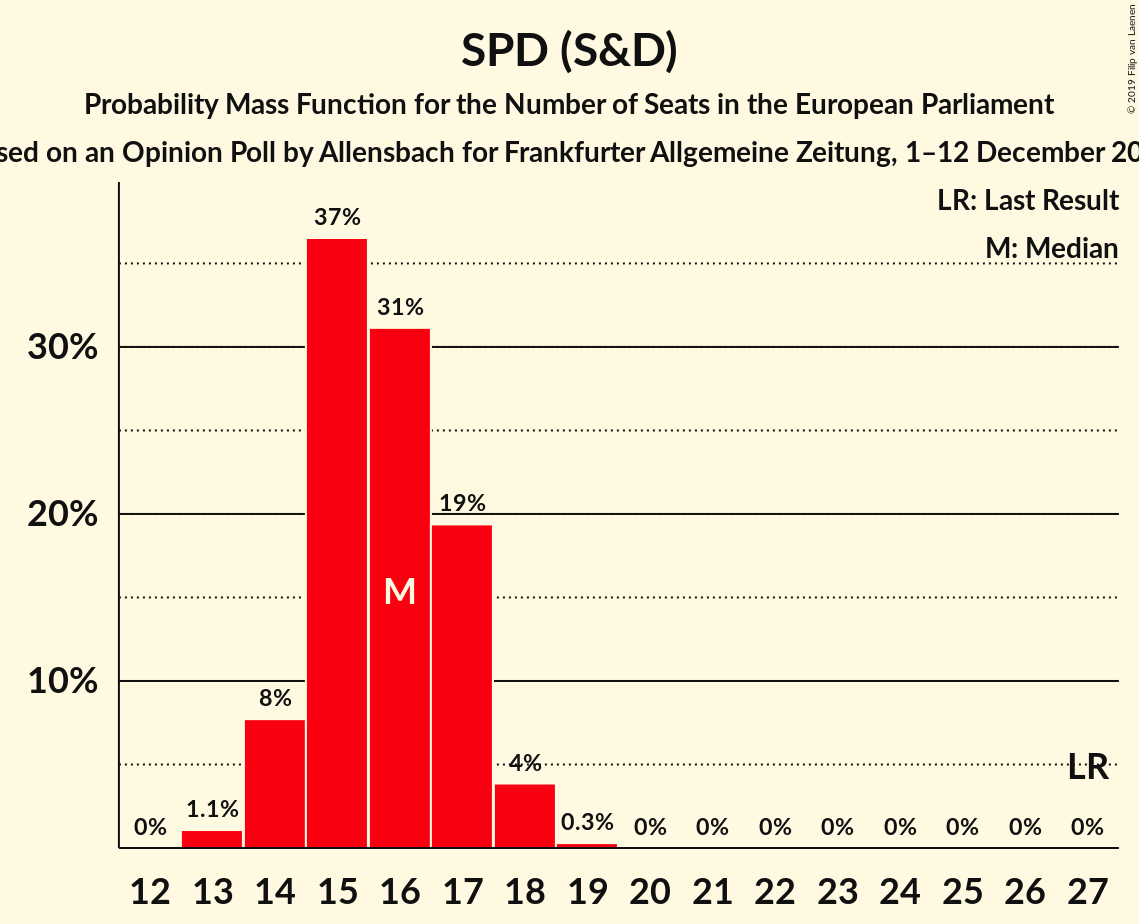 SPD (S&D)
Probability Mass Function for the Number of Seats in the European Parliament
sed on an Opinion Poll by Allensbach for Frankfurter Allgemeine Zeitung, 1–12 December 20
© 2019 Filip van Laenen
LR: Last Result
M: Median
37%
31%
30%
19%
20%
M
10%
8%
4%
LR
1.1%
0.3%
0%
0%
0%
0%
0%
0%
0%
0%
0%
12 13 14 15 16 17 18 19 20 21 22 23 24 25 26 27